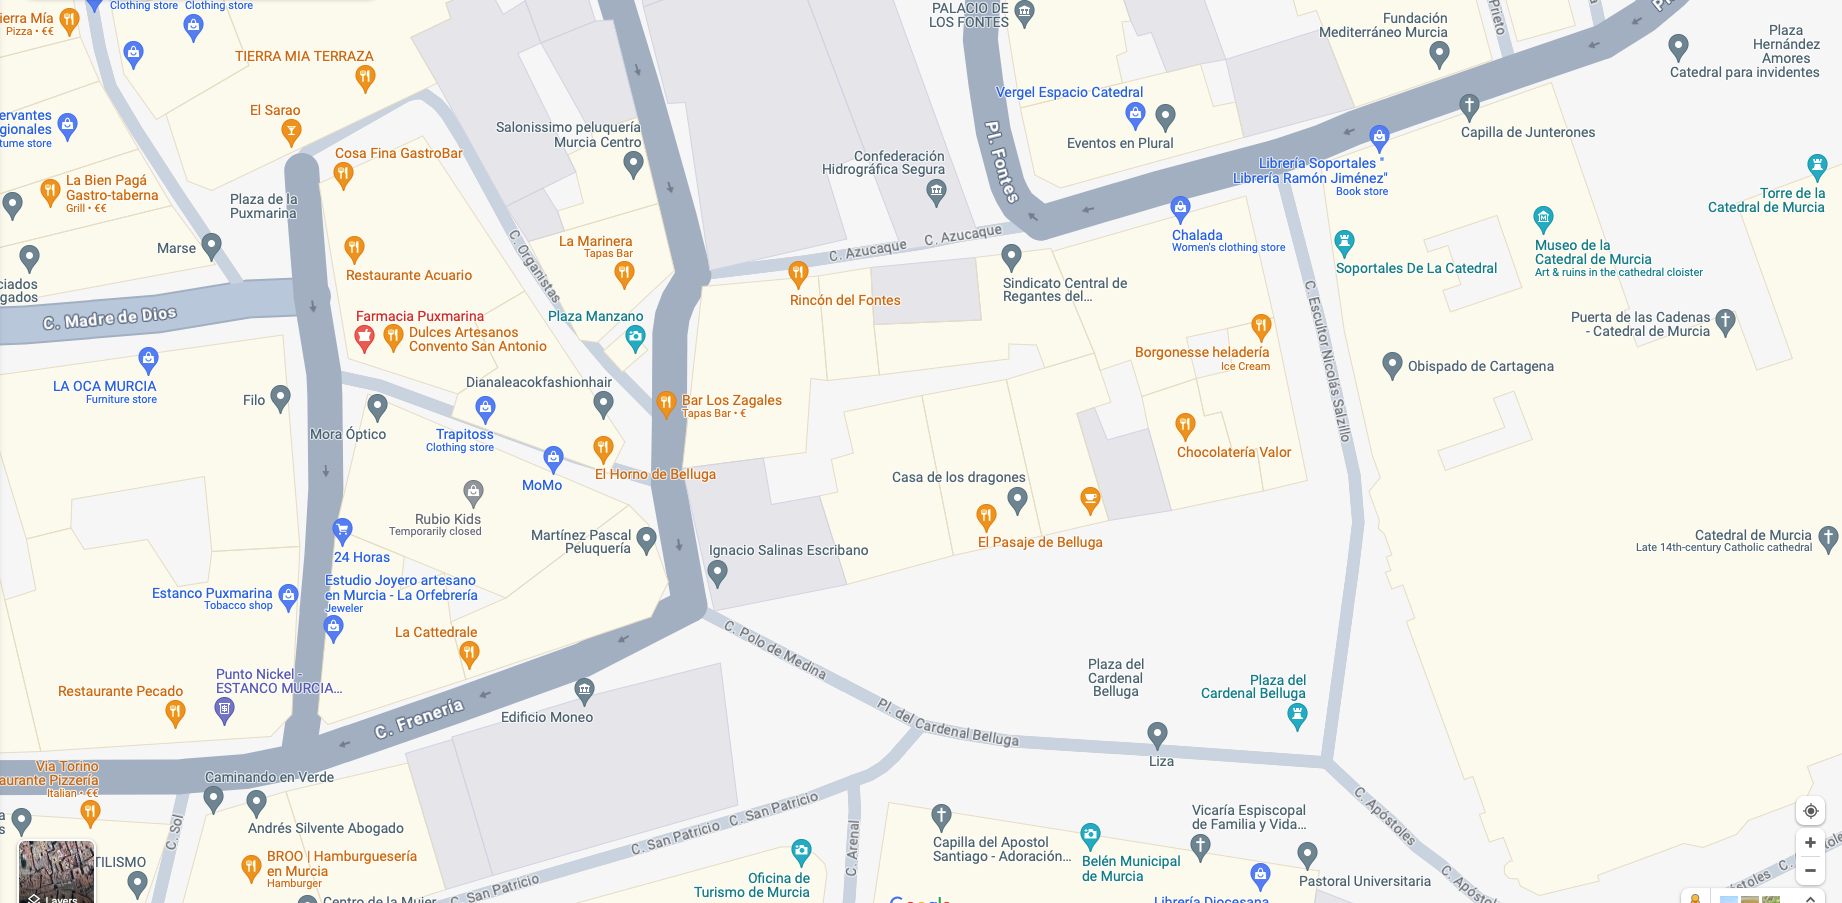 Clothing store
Clothing store
ierra Mía
Pizza • €€
TIERRA MIA TERRAZA
El Sarao
ervantes
gionales
tume store
Cosa Fina GastroBar
La Bien Pagá
Gastro-taberna
Grill • €€
Plaza de la
Puxmarina
Marse
ciados
gados
C. Madre de Dios
Restaurante Acuario
C. Organistas
Salonissimo peluquería
Murcia Centro
La Marinera
Tapas Bar
Plaza Manzano
Farmacia Puxmarina
Dulces Artesanos
Convento San Antonio
LA OCA MURCIA
Furniture store
Filo
Mora Óptico
Dianaleacokfashionhair
Trapitoss
Clothing store
MoMo
El Horno de Belluga
Bar Los Zagales
Tapas Bar • €
Rubio Kids
Temporarily closed
24 Horas
Martínez Pascal
Peluquería
Ignacio Salinas Escribano
Estanco Puxmarina
Tobacco shop
Estudio Joyero artesano
en Murcia - La Orfebrería
Jeweler
La Cattedrale
Punto Nickel -
ESTANCO MURCIA...
Restaurante Pecado
C. Frenería
Edificio Moneo
Via Torino
aurante Pizzería
Italian • €€
Caminando en Verde
Andrés Silvente Abogado
C. Sol
TILISMO
BROO | Hamburguesería
en Murcia
Hamburger
Centro de la Mujer
Layers
C. San Patricio
C. San Patricio
C. San Patricio
C. Arenal
Oficina de
Turismo de Murcia
PALACIO DE
LOS FONTES
Pl. Fontes
Confederación
Hidrográfica Segura
C. Azucaque
C. Azucaque
Rincón del Fontes
Sindicato Central de
Regantes del...
Vergel Espacio Catedral
Eventos en Plural
Fundación
Mediterráneo Murcia
Prieto
Plaza
Hernández
Amores
Catedral para invidentes
Capilla de Junterones
Librería Soportales "
Librería Ramón Jiménez"
Book store
Chalada
Women's clothing store
Soportales De La Catedral
Museo de la
Catedral de Murcia
Art & ruins in the cathedral cloister
Torre de la
Catedral de Murcia
Puerta de las Cadenas
- Catedral de Murcia
Obispado de Cartagena
C. Escultor Nicolás Salzillo
Borgonesse heladería
Ice Cream
Chocolatería Valor
Casa de los dragones
El Pasaje de Belluga
Catedral de Murcia
Late 14th-century Catholic cathedral
C. Polo de Medina
Pl. del Cardenal Belluga
Plaza del
Cardenal
Belluga
Plaza del
Cardenal Belluga
Liza
C. Apóstoles
C. Apósto
óstoles
Capilla del Apostol
Santiago - Adoración...
Belén Municipal
de Murcia
Vicaría Espiscopal
de Familia y Vida...
Pastoral Universitaria
Librería Diocesana
Google